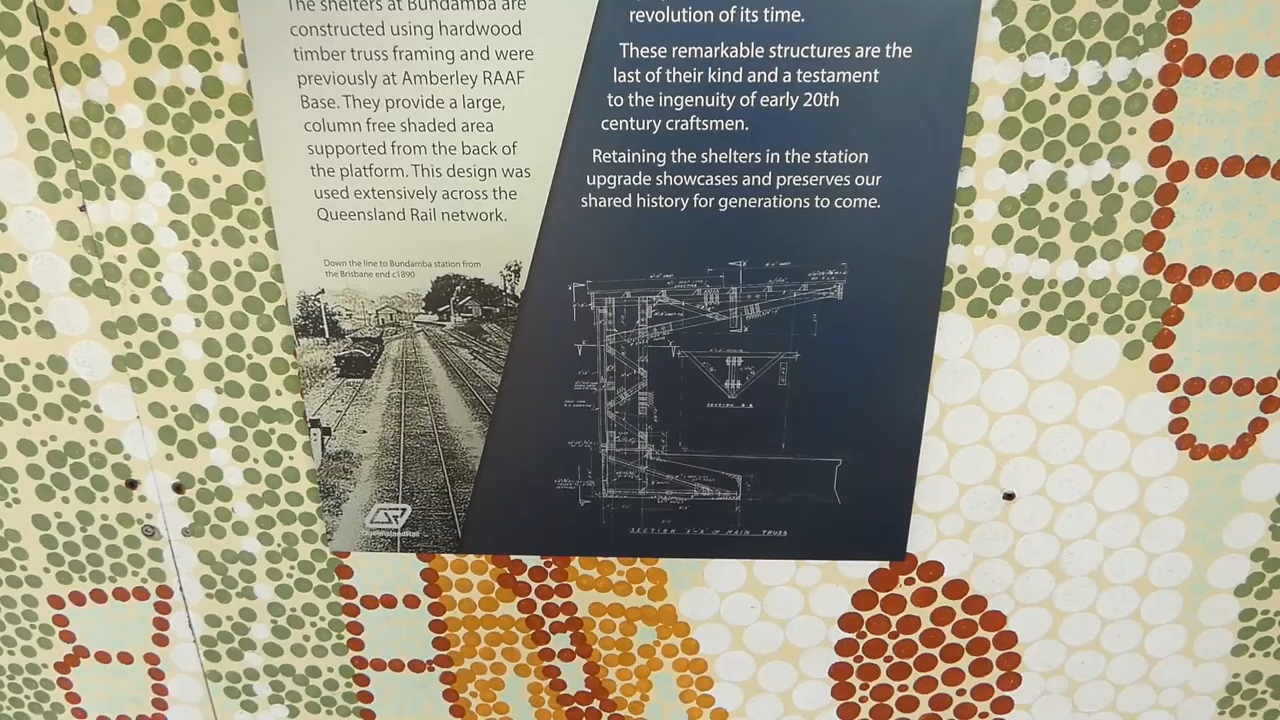 The shelters at Bundamba are
constructed using hardwood
timber truss framing and were
previously at Amberley RAAF
Base. They provide a large,
column free shaded area
supported from the back of
the platform. This design was
used extensively across the
Queensland Rail network.
Down the line to Bundamba station from
the Brisbane end c1890
QueenslandRail
revolution of its time.
These remarkable structures are the
last of their kind and a testament
to the ingenuity of early 20th
century craftsmen.
Retaining the shelters in the station
upgrade showcases and preserves our
shared history for generations to come.
SECTION B-B
MAIN TRUSS